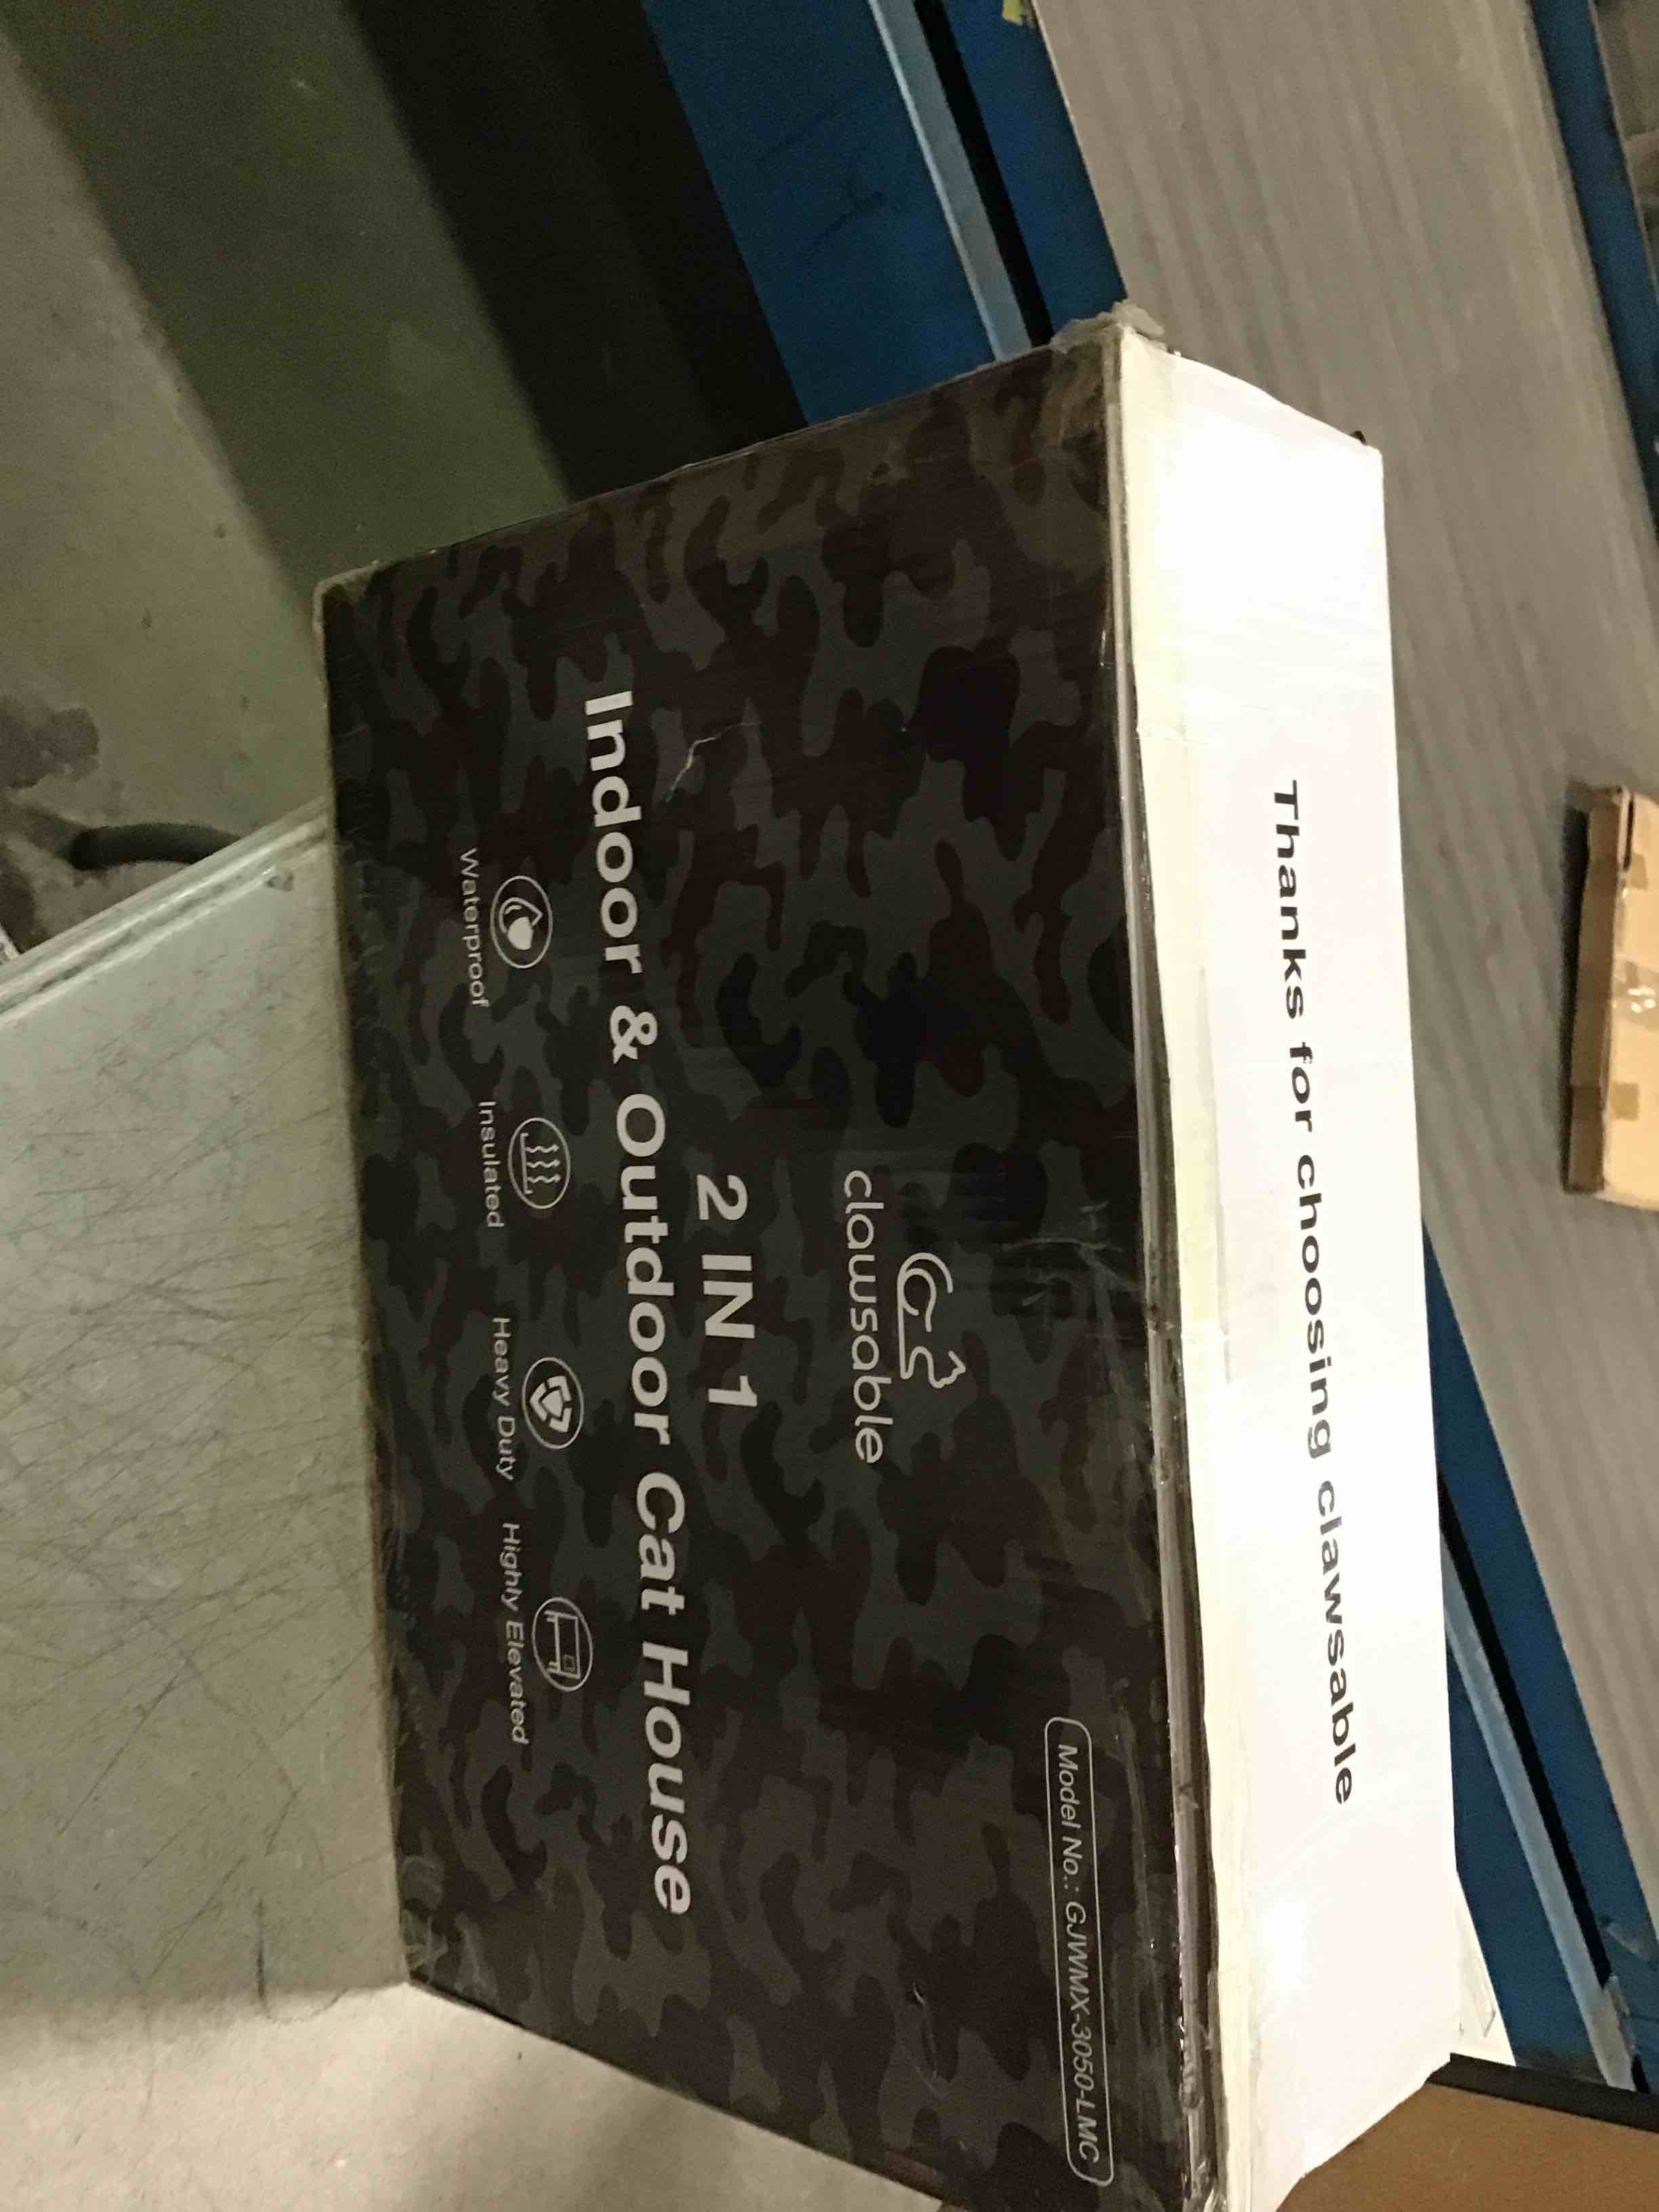 Thanks for choosing clawsable
Model No.: GJWMX-3050-LMC
clawsable
2 IN 1
Indoor & Outdoor Cat House
Waterproof
Insulated
Heavy Duty
Highly Elevated